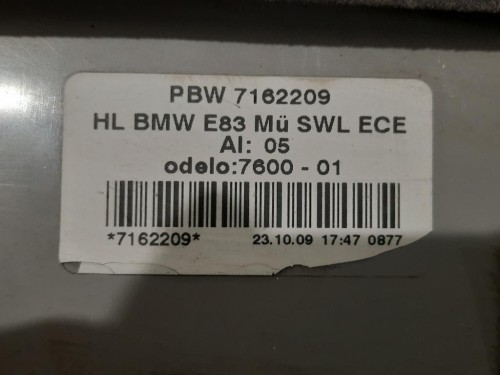 PBW 7162209
HL BMW E83 Mü SWL ECE
AI: 05
odelo:7600 - 01
*7162209* 23.10.09 17:47 0877